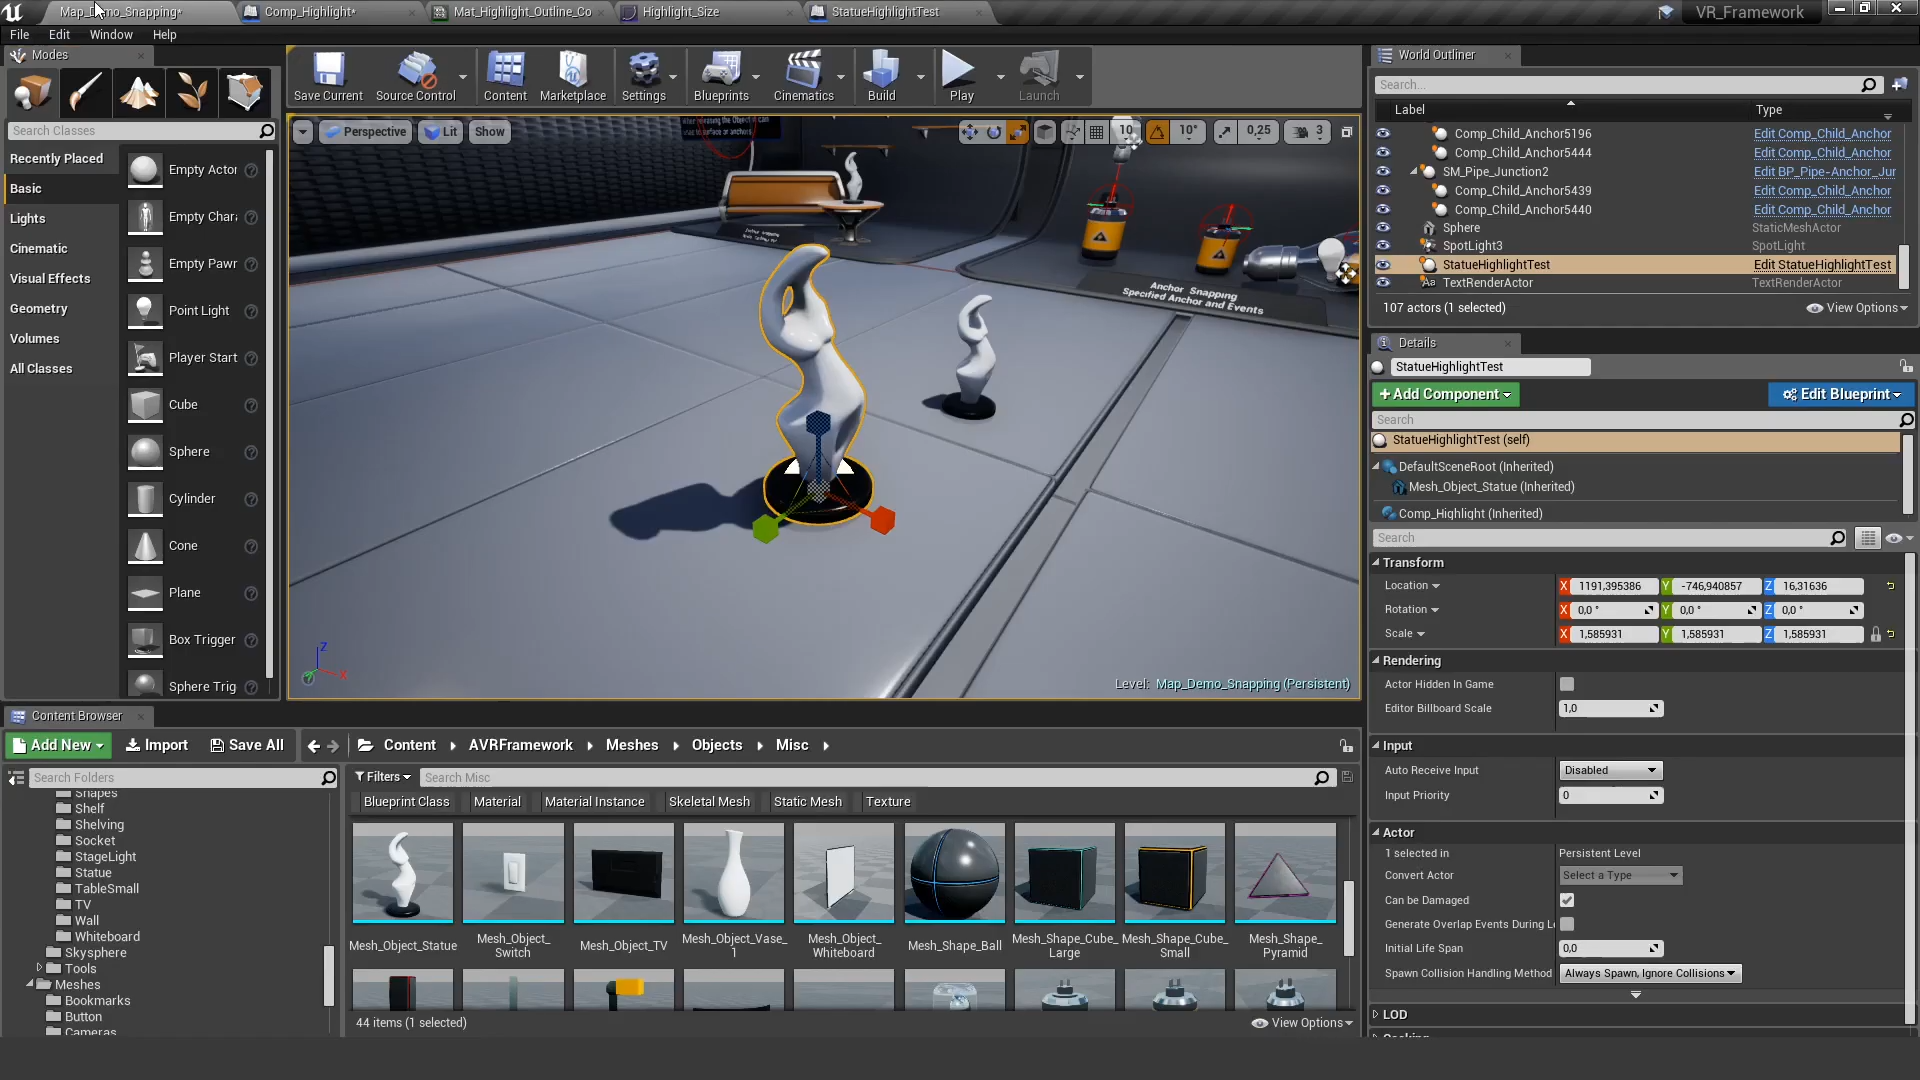 Map_Demo_Snapping*
Comp_Highlight*
Mat_Highlight_Outline_Co
Highlight_Size
StatueHighlightTest
VR_Framework
File
Edit
Window
Help
Modes
Search Classes
Recently Placed
Basic
Lights
Cinematic
Visual Effects
Geometry
Volumes
All Classes
Empty Actor
Empty Chara
Empty Pawn
Point Light
Player Start
Cube
Sphere
Cylinder
Cone
Plane
Box Trigger
Sphere Trig
Save Current
Source Control
Content
Marketplace
Settings
Blueprints
Cinematics
Build
Play
Launch
Perspective
Lit
Show
10
10°
0,25
3
Anchor Snapping
Specified Anchor and Events
Level: Map_Demo_Snapping (Persistent)
World Outliner
Search...
Label
Type
Comp_Child_Anchor5196
Edit Comp_Child_Anchor
Comp_Child_Anchor5444
Edit Comp_Child_Anchor
SM_Pipe_Junction2
Edit BP_Pipe-Anchor_Jur
Comp_Child_Anchor5439
Edit Comp_Child_Anchor
Comp_Child_Anchor5440
Edit Comp_Child_Anchor
Sphere
StaticMeshActor
SpotLight3
SpotLight
StatueHighlightTest
Edit StatueHighlightTest
TextRenderActor
TextRenderActor
107 actors (1 selected)
View Options
Details
StatueHighlightTest
+Add Component
Edit Blueprint
Search
StatueHighlightTest (self)
DefaultSceneRoot (Inherited)
Mesh_Object_Statue (Inherited)
Comp_Highlight (Inherited)
Search
Transform
Location
X 1191,395386
Y -746,940857
Z 16,31636
Rotation
X 0,0 °
Y 0,0 °
Z 0,0 °
Scale
X 1,585931
Y 1,585931
Z 1,585931
Rendering
Actor Hidden In Game
Editor Billboard Scale
1,0
Input
Auto Receive Input
Disabled
Input Priority
0
Actor
1 selected in
Persistent Level
Convert Actor
Select a Type
Can be Damaged
Generate Overlap Events During L
Initial Life Span
0,0
Spawn Collision Handling Method
Always Spawn, Ignore Collisions
LOD
Content Browser
Add New
Import
Save All
Content
AVRFramework
Meshes
Objects
Misc
Search Folders
Shapes
Shelf
Shelving
Socket
StageLight
Statue
TableSmall
TV
Wall
Whiteboard
Skysphere
Tools
Meshes
Bookmarks
Button
Cameras
Filters
Search Misc
Blueprint Class
Material
Material Instance
Skeletal Mesh
Static Mesh
Texture
Mesh_Object_Statue
Mesh_Object_
Switch
Mesh_Object_TV
Mesh_Object_Vase_
1
Mesh_Object_
Whiteboard
Mesh_Shape_Ball
Mesh_Shape_Cube_
Large
Mesh_Shape_Cube_
Small
Mesh_Shape_
Pyramid
44 items (1 selected)
View Options